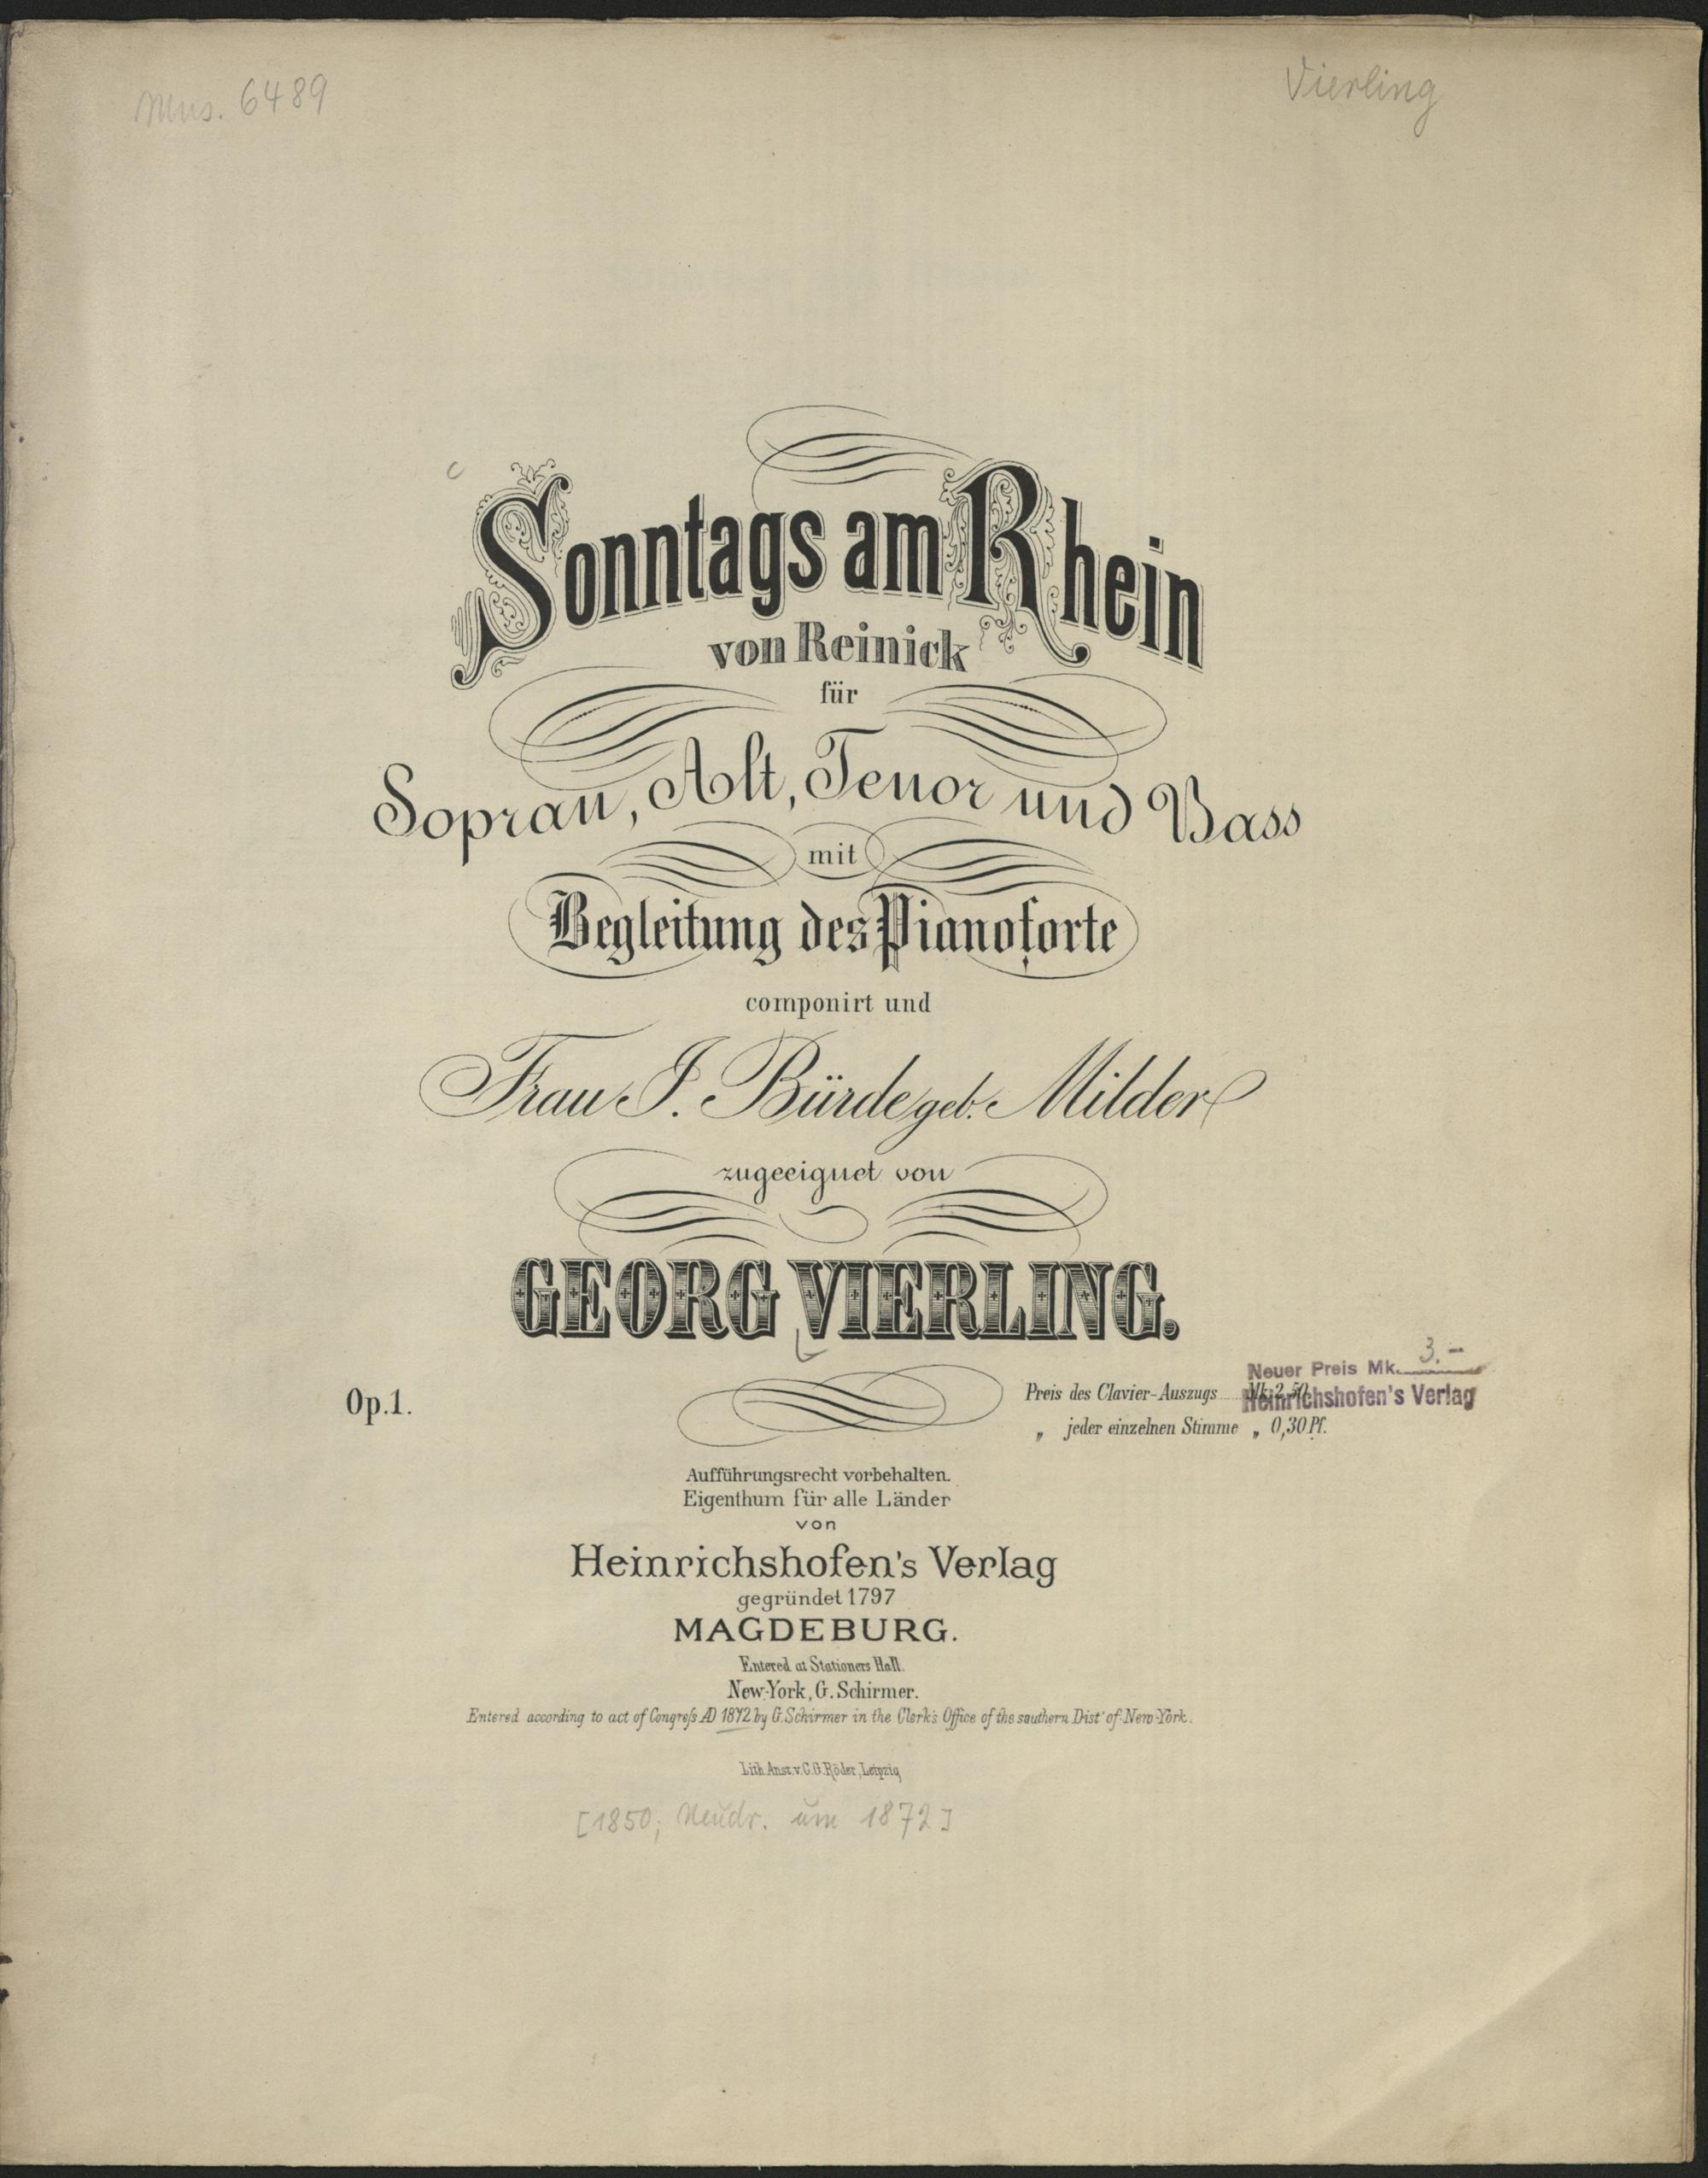 Mus. 6489
Vierling
Sonntags am Rhein
von Reinick
für
Sopran, Alt, Tenor und Bass
mit
Begleitung des Pianoforte
componirt und
Frau J. Bürde geb. Milder
zugeeignet von
GEORG VIERLING.
Op.1.
Preis des Clavier-Auszugs Mk. 2,50
„ jeder einzelnen Stimme „ 0,30 Pf.
Neuer Preis Mk. 3.-
Heinrichshofen's Verlag
Aufführungsrecht vorbehalten.
Eigenthum für alle Länder
von
Heinrichshofen's Verlag
gegründet 1797
MAGDEBURG.
Entered at Stationers Hall.
New-York, G. Schirmer.
Entered according to act of Congreſs AD 1872 by G. Schirmer in the Clerk's Office of the southern Dist' of New-York.
Lith. Anst. v. C. G. Röder, Leipzig
[1850; Neudr. um 1872]